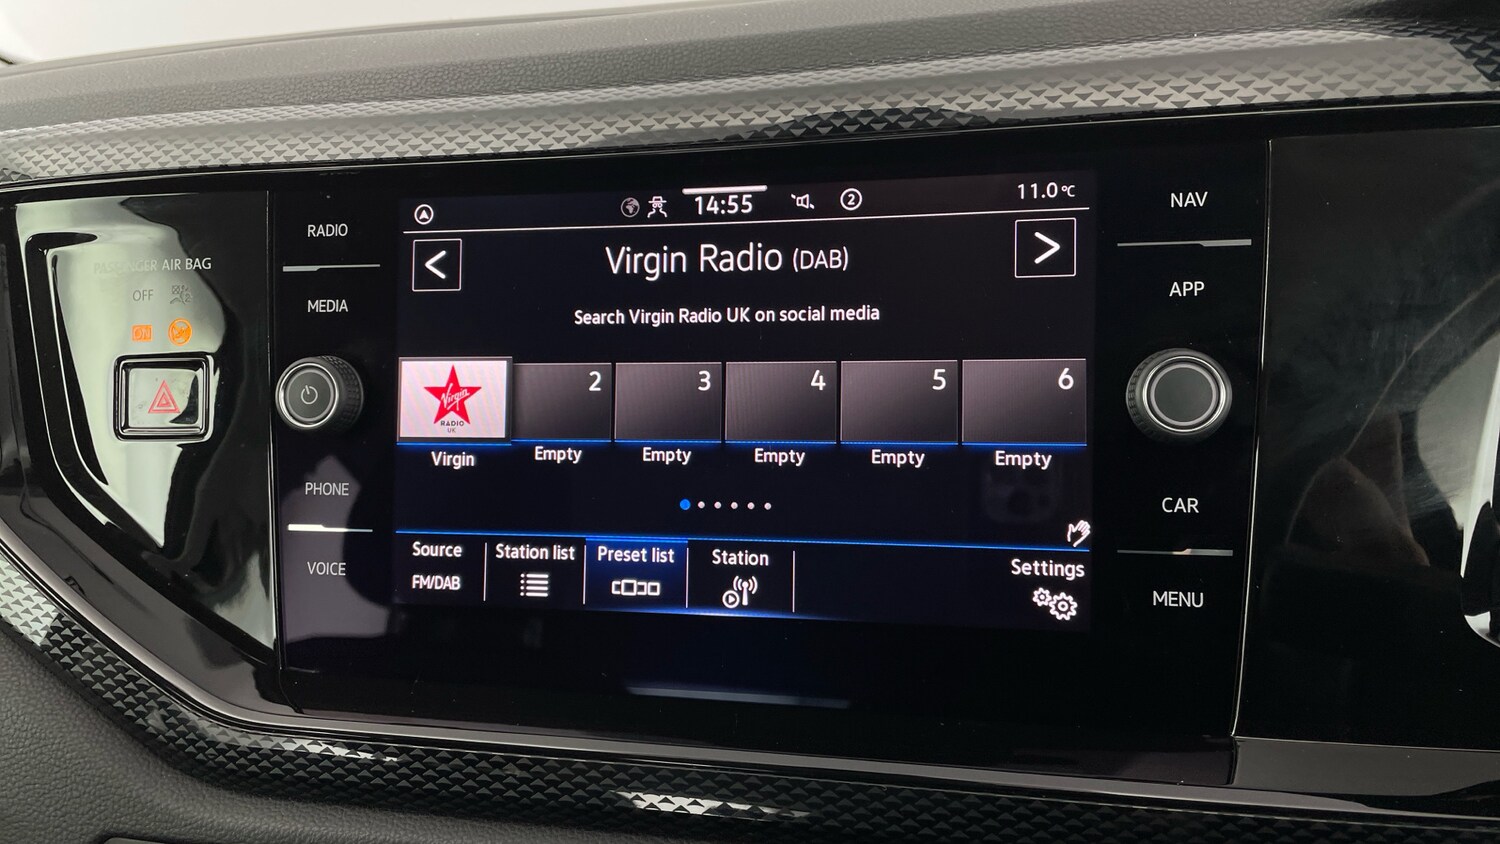 PASSENGER AIR BAG
OFF
ON
RADIO
MEDIA
PHONE
VOICE
14:55
2
11.0°C
<
Virgin Radio (DAB)
>
Search Virgin Radio UK on social media
Virgin
RADIO
UK
2
3
4
5
6
Virgin
Empty
Empty
Empty
Empty
Empty
Source
FM/DAB
Station list
Preset list
Station
Settings
NAV
APP
CAR
MENU